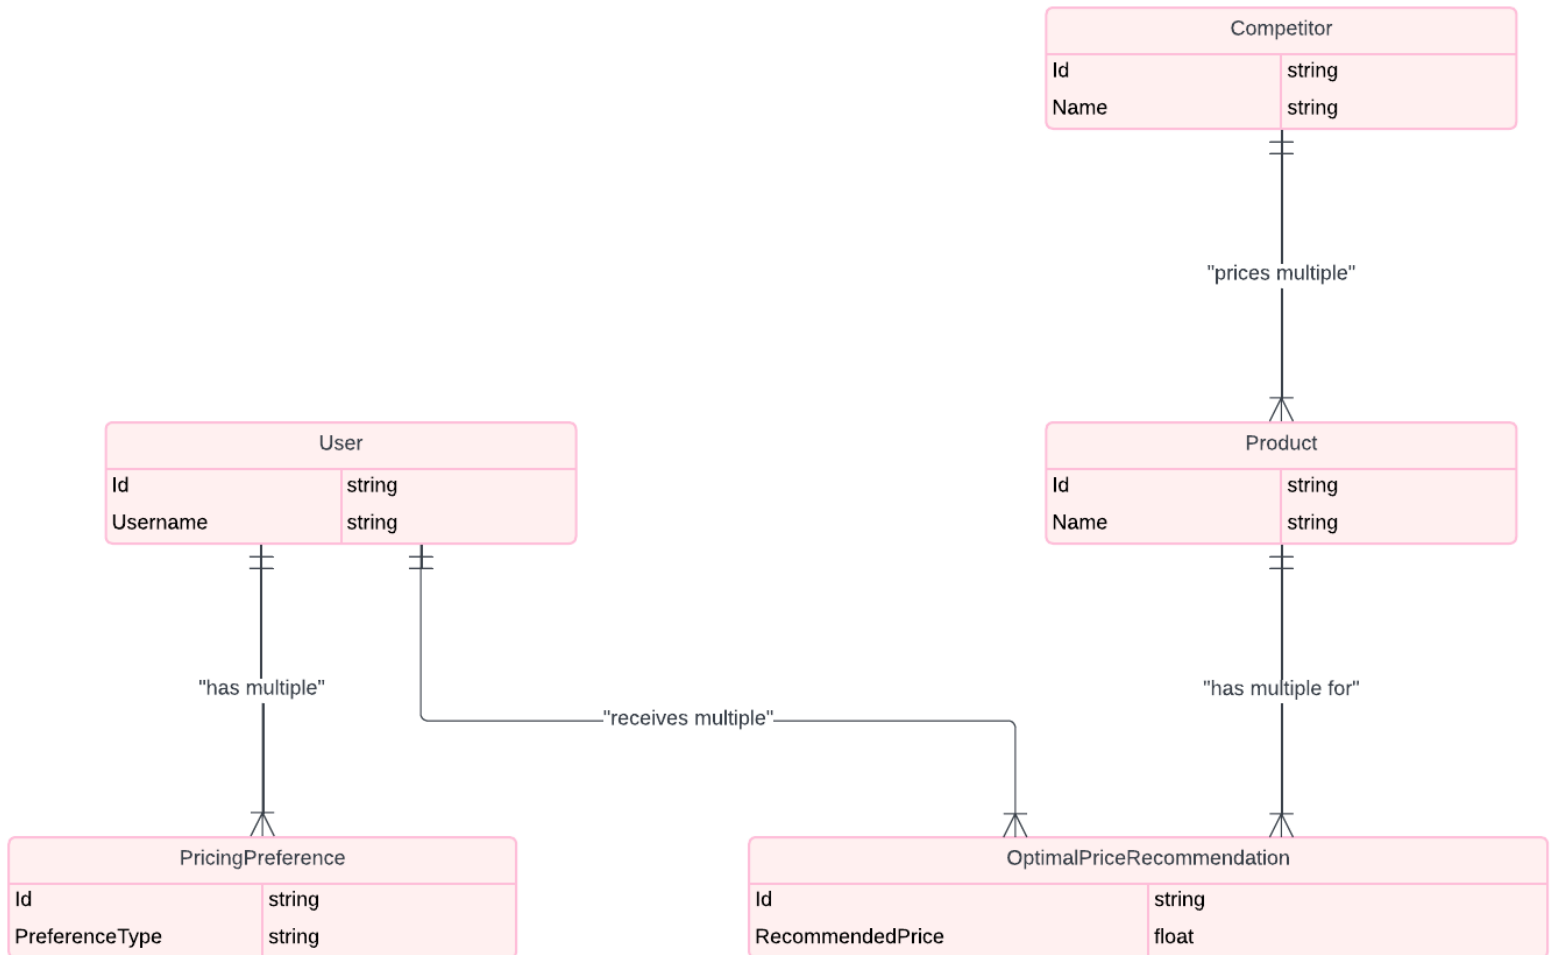 Competitor
Id string
Name string
"prices multiple"
User
Id string
Username string
Product
Id string
Name string
"has multiple"
"receives multiple"
"has multiple for"
PricingPreference
Id string
PreferenceType string
OptimalPriceRecommendation
Id string
RecommendedPrice float